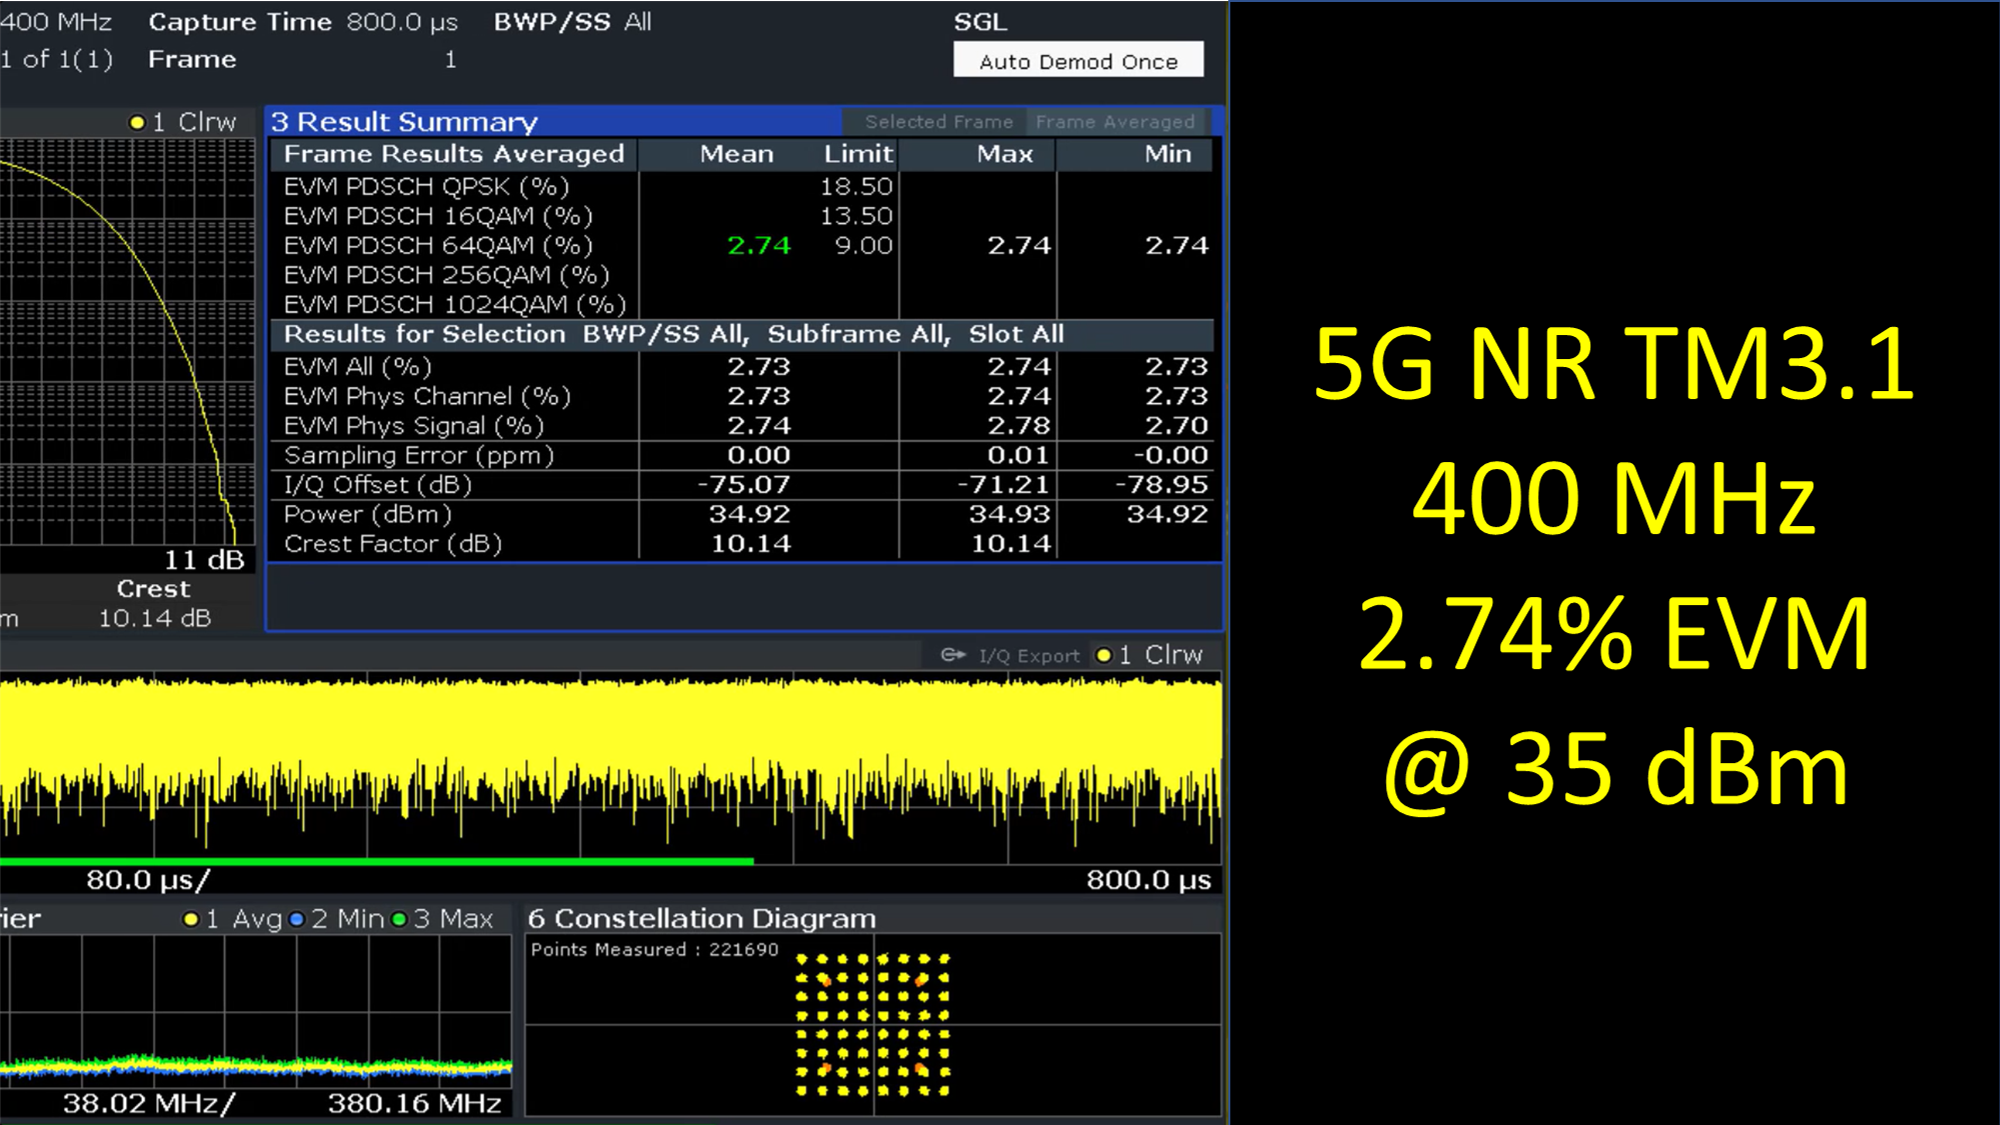 400 MHz Capture Time 800.0 µs BWP/SS All SGL
1 of 1(1) Frame 1 Auto Demod Once
1 Clrw
3 Result Summary Selected Frame Frame Averaged
Frame Results Averaged Mean Limit Max Min
EVM PDSCH QPSK (%) 18.50
EVM PDSCH 16QAM (%) 13.50
EVM PDSCH 64QAM (%) 2.74 9.00 2.74 2.74
EVM PDSCH 256QAM (%)
EVM PDSCH 1024QAM (%)
Results for Selection BWP/SS All, Subframe All, Slot All
EVM All (%) 2.73 2.74 2.73
EVM Phys Channel (%) 2.73 2.74 2.73
EVM Phys Signal (%) 2.74 2.78 2.70
Sampling Error (ppm) 0.00 0.01 -0.00
I/Q Offset (dB) -75.07 -71.21 -78.95
Power (dBm) 34.92 34.93 34.92
Crest Factor (dB) 10.14 10.14
11 dB
Crest
m 10.14 dB
I/Q Export 1 Clrw
80.0 µs/ 800.0 µs
rier 1 Avg 2 Min 3 Max
38.02 MHz/ 380.16 MHz
6 Constellation Diagram
Points Measured : 221690
5G NR TM3.1
400 MHz
2.74% EVM
@ 35 dBm